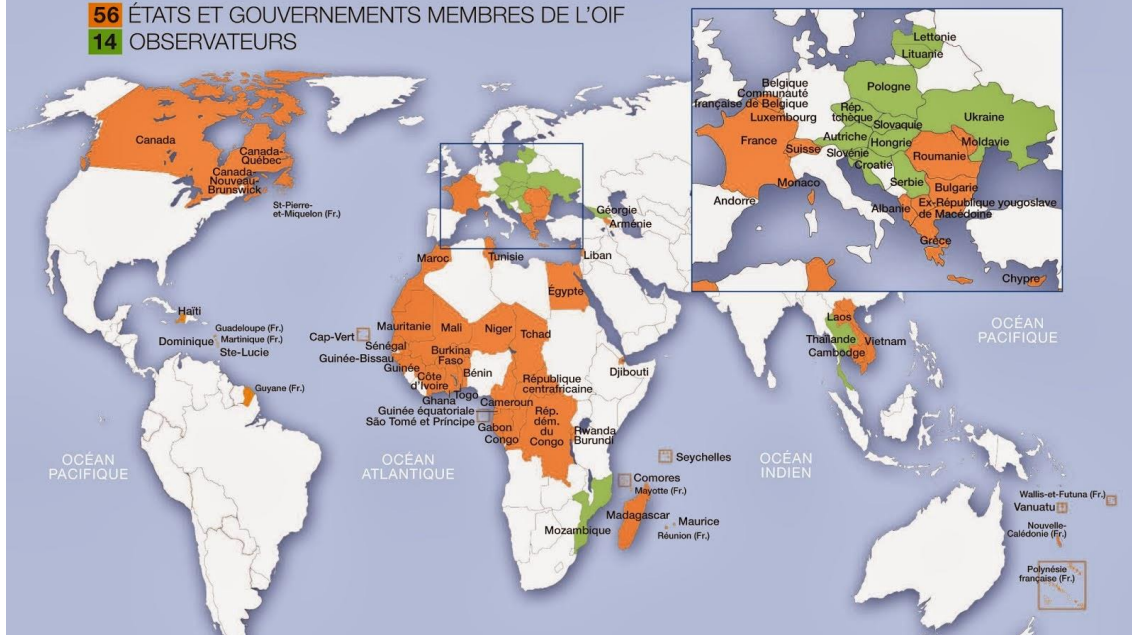 56 ÉTATS ET GOUVERNEMENTS MEMBRES DE L'OIF
14 OBSERVATEURS
Canada
Canada-
Québec
Canada-
Nouveau-
Brunswick
St-Pierre-
et-Miquelon (Fr.)
Haïti
Guadeloupe (Fr.)
Dominique
Martinique (Fr.)
Ste-Lucie
Guyane (Fr.)
OCÉAN
PACIFIQUE
OCÉAN
ATLANTIQUE
Géorgie
Arménie
Liban
Maroc
Tunisie
Égypte
Cap-Vert
Mauritanie
Mali
Niger
Tchad
Sénégal
Guinée-Bissau
Guinée
Burkina
Faso
Côte
d'Ivoire
Bénin
Togo
Ghana
Djibouti
République
centrafricaine
Cameroun
Guinée équatoriale
São Tomé et Príncipe
Gabon
Congo
Rép.
dém.
du
Congo
Rwanda
Burundi
Seychelles
Comores
Mayotte (Fr.)
Madagascar
Maurice
Réunion (Fr.)
Mozambique
OCÉAN
INDIEN
Lettonie
Lituanie
Pologne
Belgique
Communauté
française de Belgique
Luxembourg
Rép.
tchèque
Slovaquie
Ukraine
France
Suisse
Autriche
Hongrie
Moldavie
Slovénie
Roumanie
Croatie
Monaco
Serbie
Bulgarie
Andorre
Albanie
Ex-République yougoslave
de Macédoine
Grèce
Chypre
Laos
Thaïlande
Vietnam
Cambodge
OCÉAN
PACIFIQUE
Wallis-et-Futuna (Fr.)
Vanuatu
Nouvelle-
Calédonie (Fr.)
Polynésie
française (Fr.)